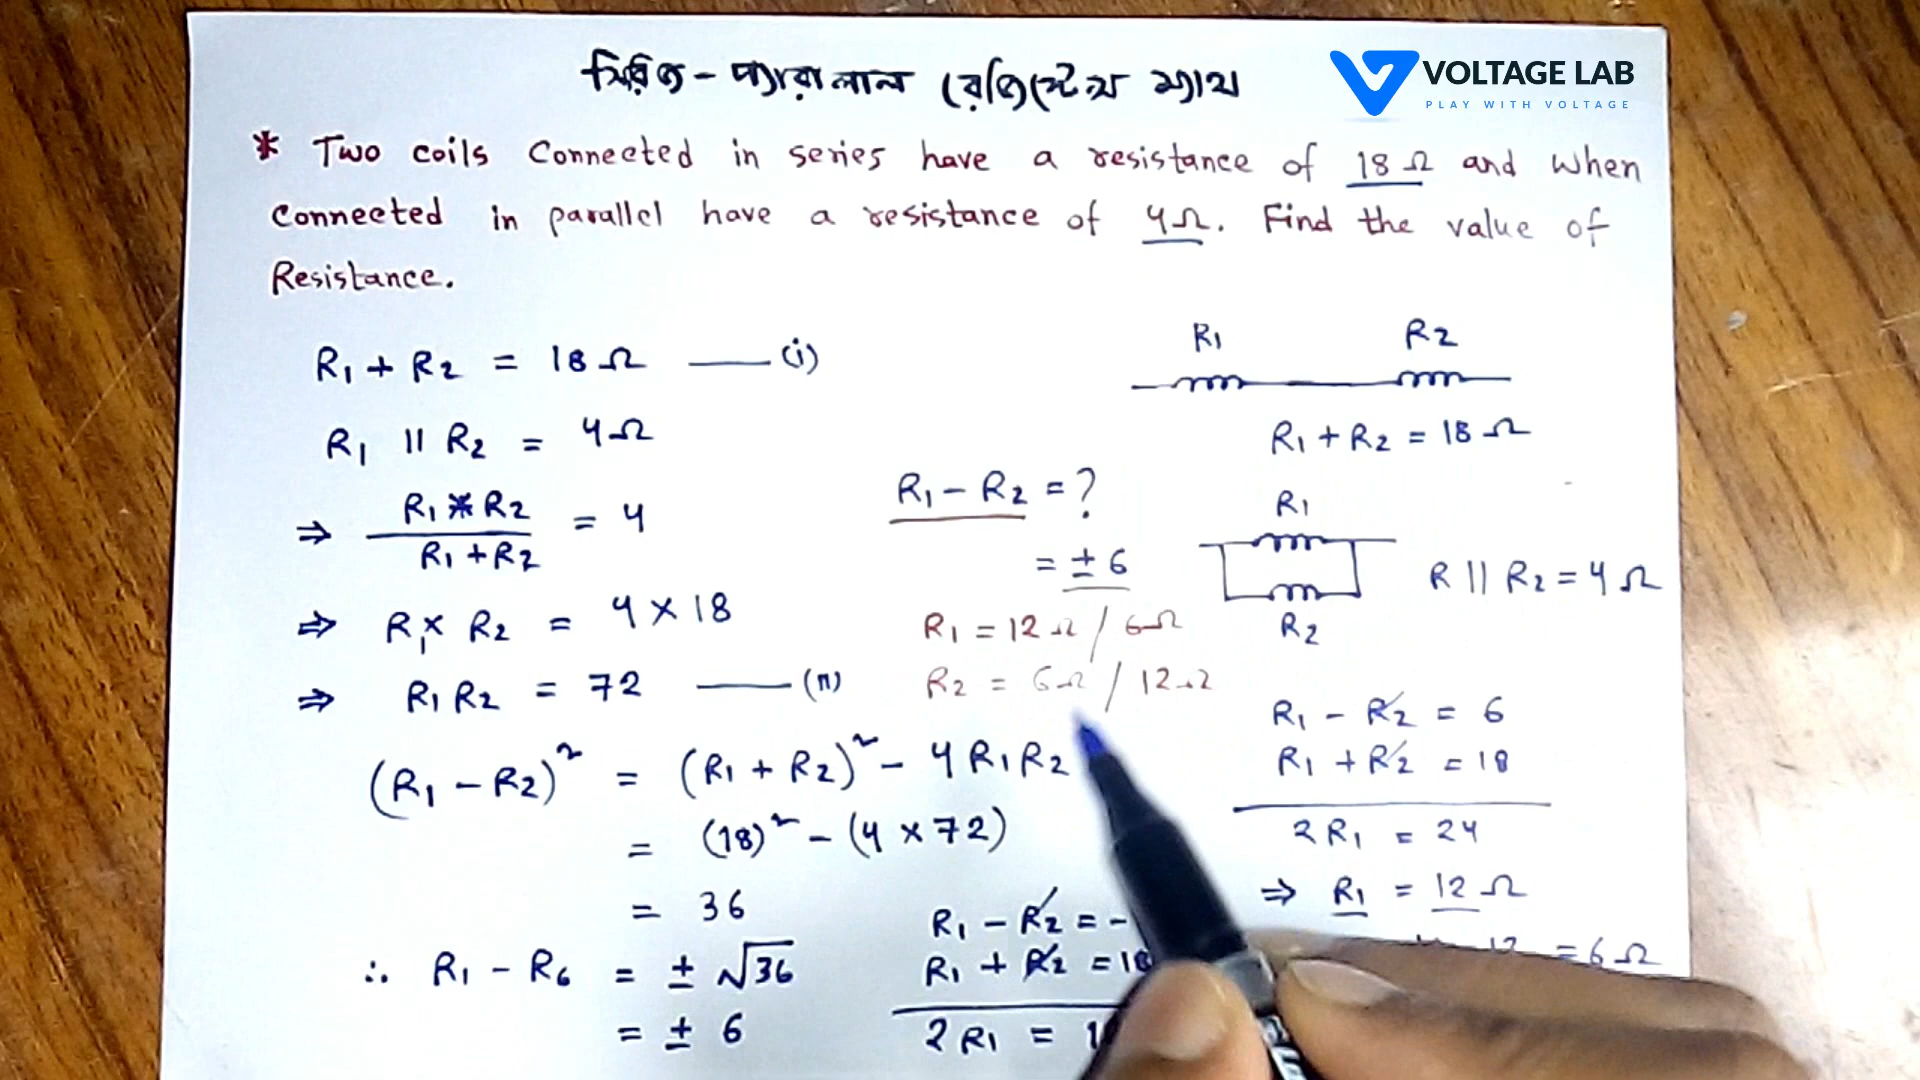 সিরিজ - প্যারালাল রেজিস্টেন্স ম্যাথ
VOLTAGE LAB
PLAY WITH VOLTAGE
* Two coils Connected in series have a resistance of 18 Ω and when
Connected in parallel have a resistance of 4Ω. Find the value of
Resistance.
R₁ + R₂ = 18 Ω —— (i)
R₁ || R₂ = 4Ω
⇒ R₁ * R₂ / R₁ + R₂ = 4
⇒ R₁ × R₂ = 4 × 18
⇒ R₁ R₂ = 72 —— (ii)
(R₁ – R₂)² = (R₁ + R₂)² – 4 R₁ R₂
= (18)² – (4 × 72)
= 36
∴ R₁ – R₆ = ± √36
= ± 6
R₁ – R₂ = ?
= ± 6
R₁ = 12 Ω / 6Ω
R₂ = 6Ω / 12Ω
R₁ – R₂ = –
R₁ + R₂ = 18
2 R₁ = 1
R₁ R₂
R₁ + R₂ = 18 Ω
R₁
R || R₂ = 4 Ω
R₂
R₁ – R₂ = 6
R₁ + R₂ = 18
2 R₁ = 24
⇒ R₁ = 12 Ω
= 6 Ω